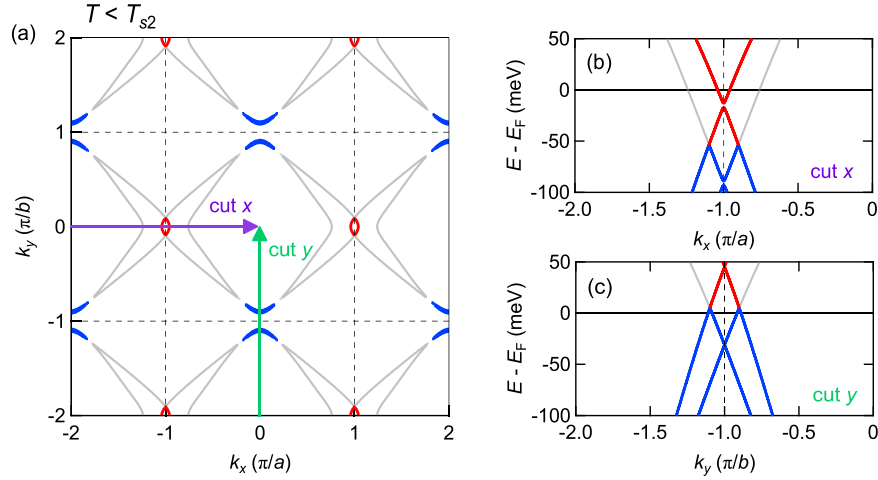 T < Ts2
(a)
2
1
0
-1
-2
ky (π/b)
cut x
cut y
-2
-1
0
1
2
kx (π/a)
(b)
50
0
-50
-100
E - EF (meV)
cut x
-2.0
-1.5
-1.0
-0.5
0
kx (π/a)
(c)
50
0
-50
-100
E - EF (meV)
cut y
-2.0
-1.5
-1.0
-0.5
0
ky (π/b)